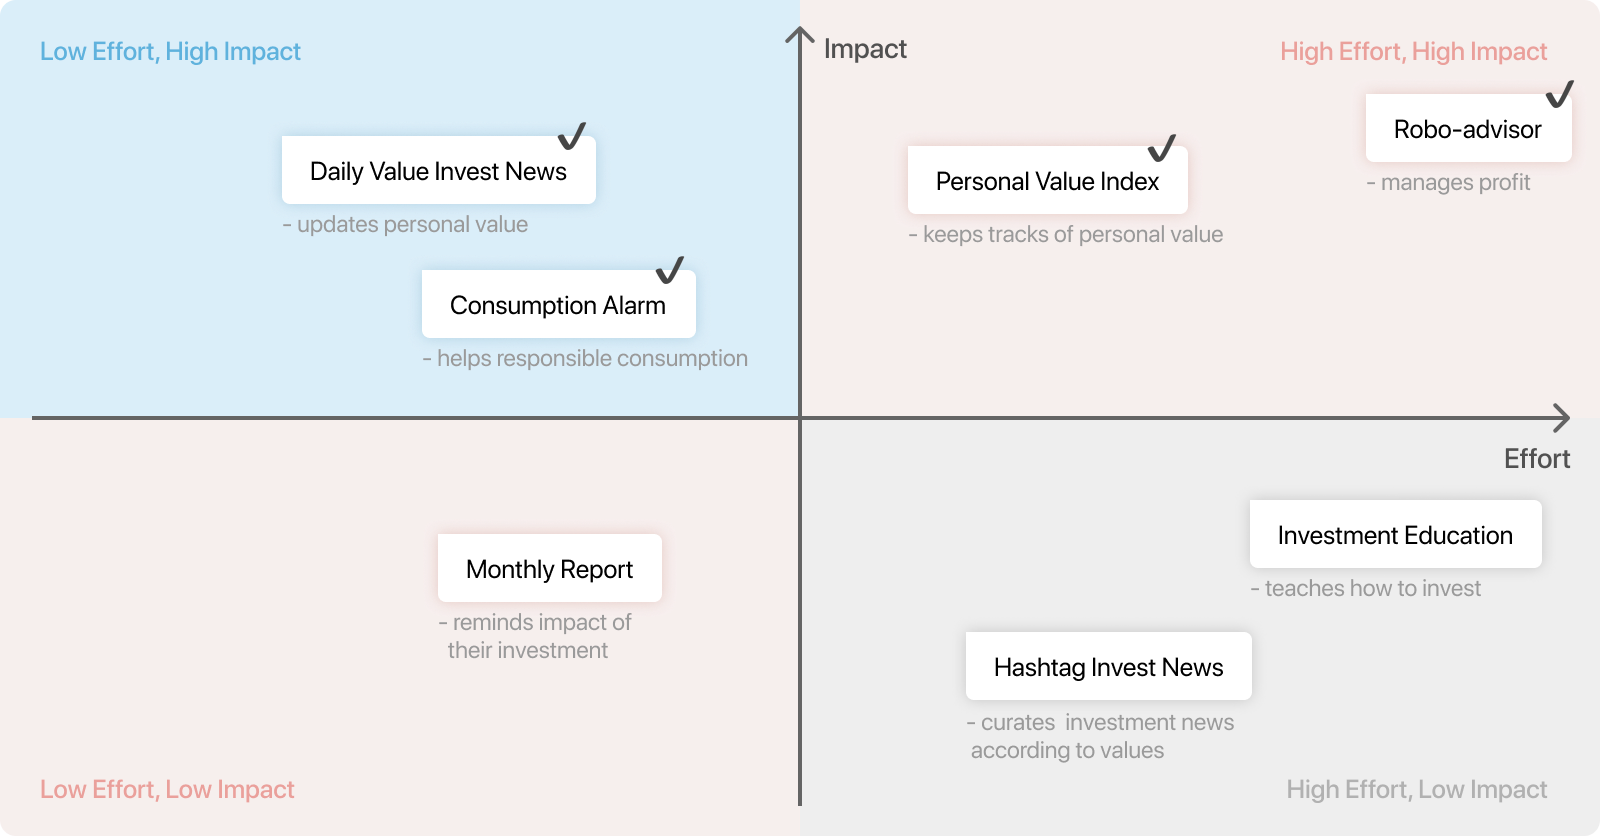 Low Effort, High Impact
Impact
High Effort, High Impact
Daily Value Invest News
- updates personal value
Consumption Alarm
- helps responsible consumption
Personal Value Index
- keeps tracks of personal value
Robo-advisor
- manages profit
Effort
Monthly Report
- reminds impact of
their investment
Low Effort, Low Impact
Investment Education
- teaches how to invest
Hashtag Invest News
- curates  investment news
according to values
High Effort, Low Impact